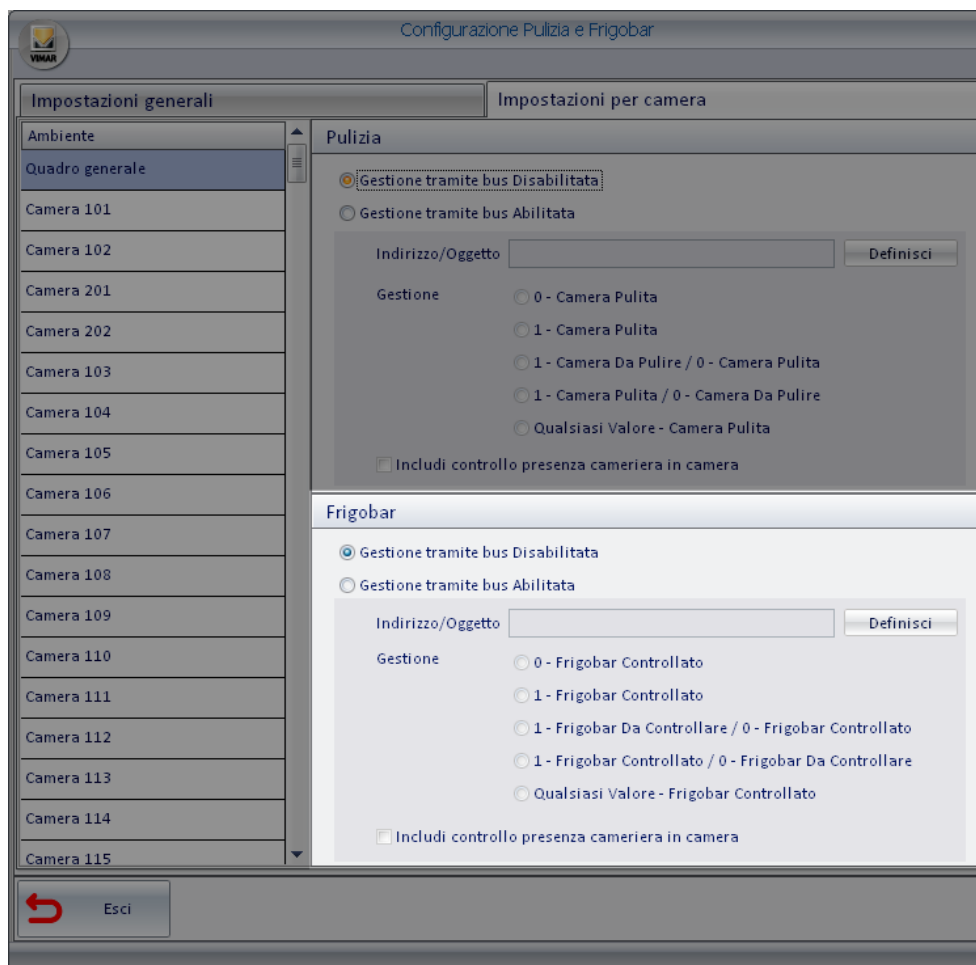 Configurazione Pulizia e Frigobar
VIMAR
Impostazioni generali
Impostazioni per camera
Ambiente
Quadro generale
Camera 101
Camera 102
Camera 201
Camera 202
Camera 103
Camera 104
Camera 105
Camera 106
Camera 107
Camera 108
Camera 109
Camera 110
Camera 111
Camera 112
Camera 113
Camera 114
Camera 115
Pulizia
Gestione tramite bus Disabilitata
Gestione tramite bus Abilitata
Indirizzo/Oggetto Definisci
Gestione 0 - Camera Pulita
1 - Camera Pulita
1 - Camera Da Pulire / 0 - Camera Pulita
1 - Camera Pulita / 0 - Camera Da Pulire
Qualsiasi Valore - Camera Pulita
Includi controllo presenza cameriera in camera
Frigobar
Gestione tramite bus Disabilitata
Gestione tramite bus Abilitata
Indirizzo/Oggetto Definisci
Gestione 0 - Frigobar Controllato
1 - Frigobar Controllato
1 - Frigobar Da Controllare / 0 - Frigobar Controllato
1 - Frigobar Controllato / 0 - Frigobar Da Controllare
Qualsiasi Valore - Frigobar Controllato
Includi controllo presenza cameriera in camera
Esci